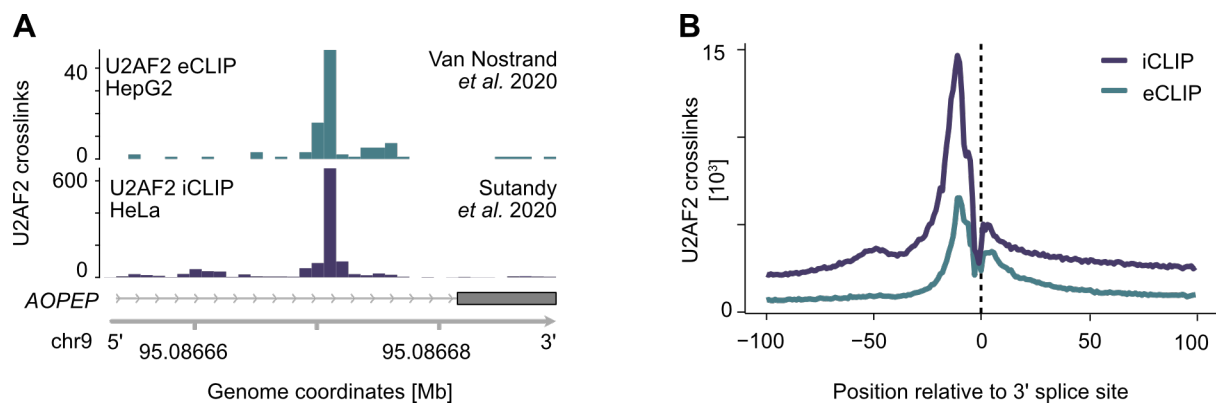 A
U2AF2 crosslinks
40
0
U2AF2 eCLIP
HepG2
Van Nostrand
et al. 2020
600
0
U2AF2 iCLIP
HeLa
Sutandy
et al. 2020
AOPEP
chr9
5'
95.08666
95.08668
3'
Genome coordinates [Mb]
B
U2AF2 crosslinks
[10³]
15
0
iCLIP
eCLIP
−100
−50
0
50
100
Position relative to 3' splice site